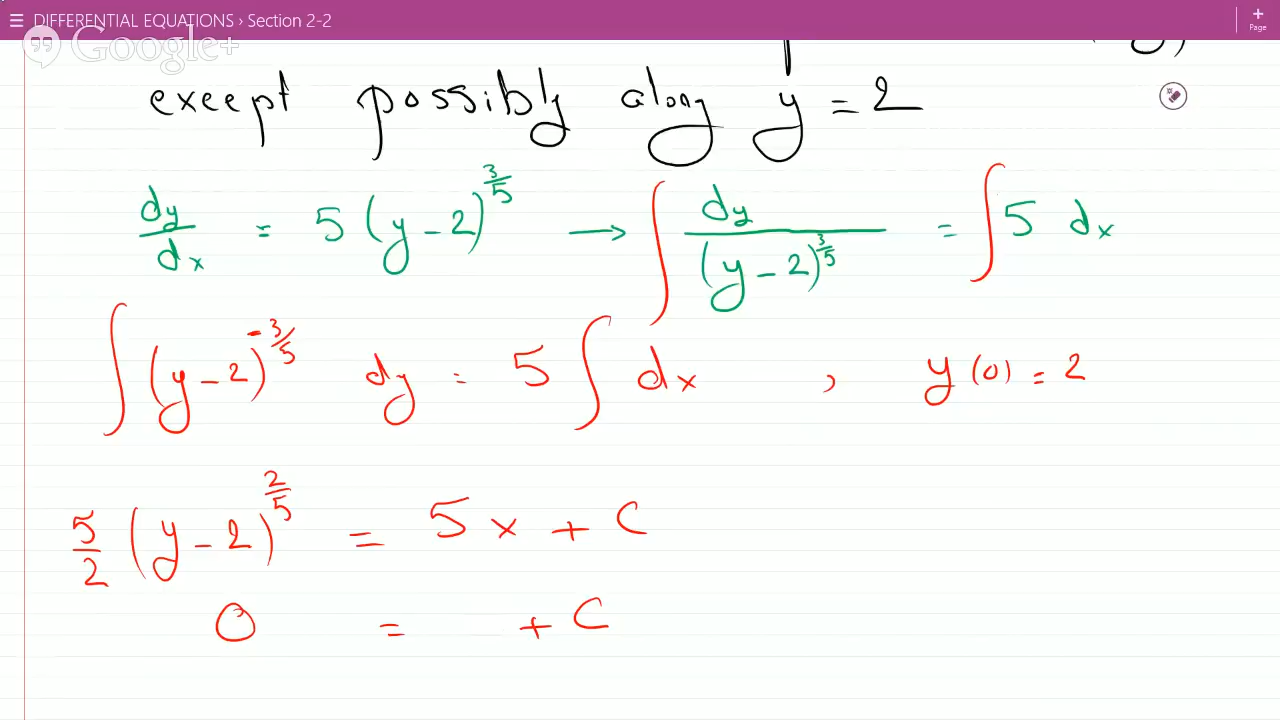 DIFFERENTIAL EQUATIONS › Section 2-2
Page
Google+
except possibly along y = 2
dy/dx = 5 (y - 2)^(3/5) → ∫ dy/(y - 2)^(3/5) = ∫ 5 dx
∫ (y - 2)^(-3/5) dy = 5 ∫ dx , y(0) = 2
5/2 (y - 2)^(2/5) = 5x + C
0 = + C